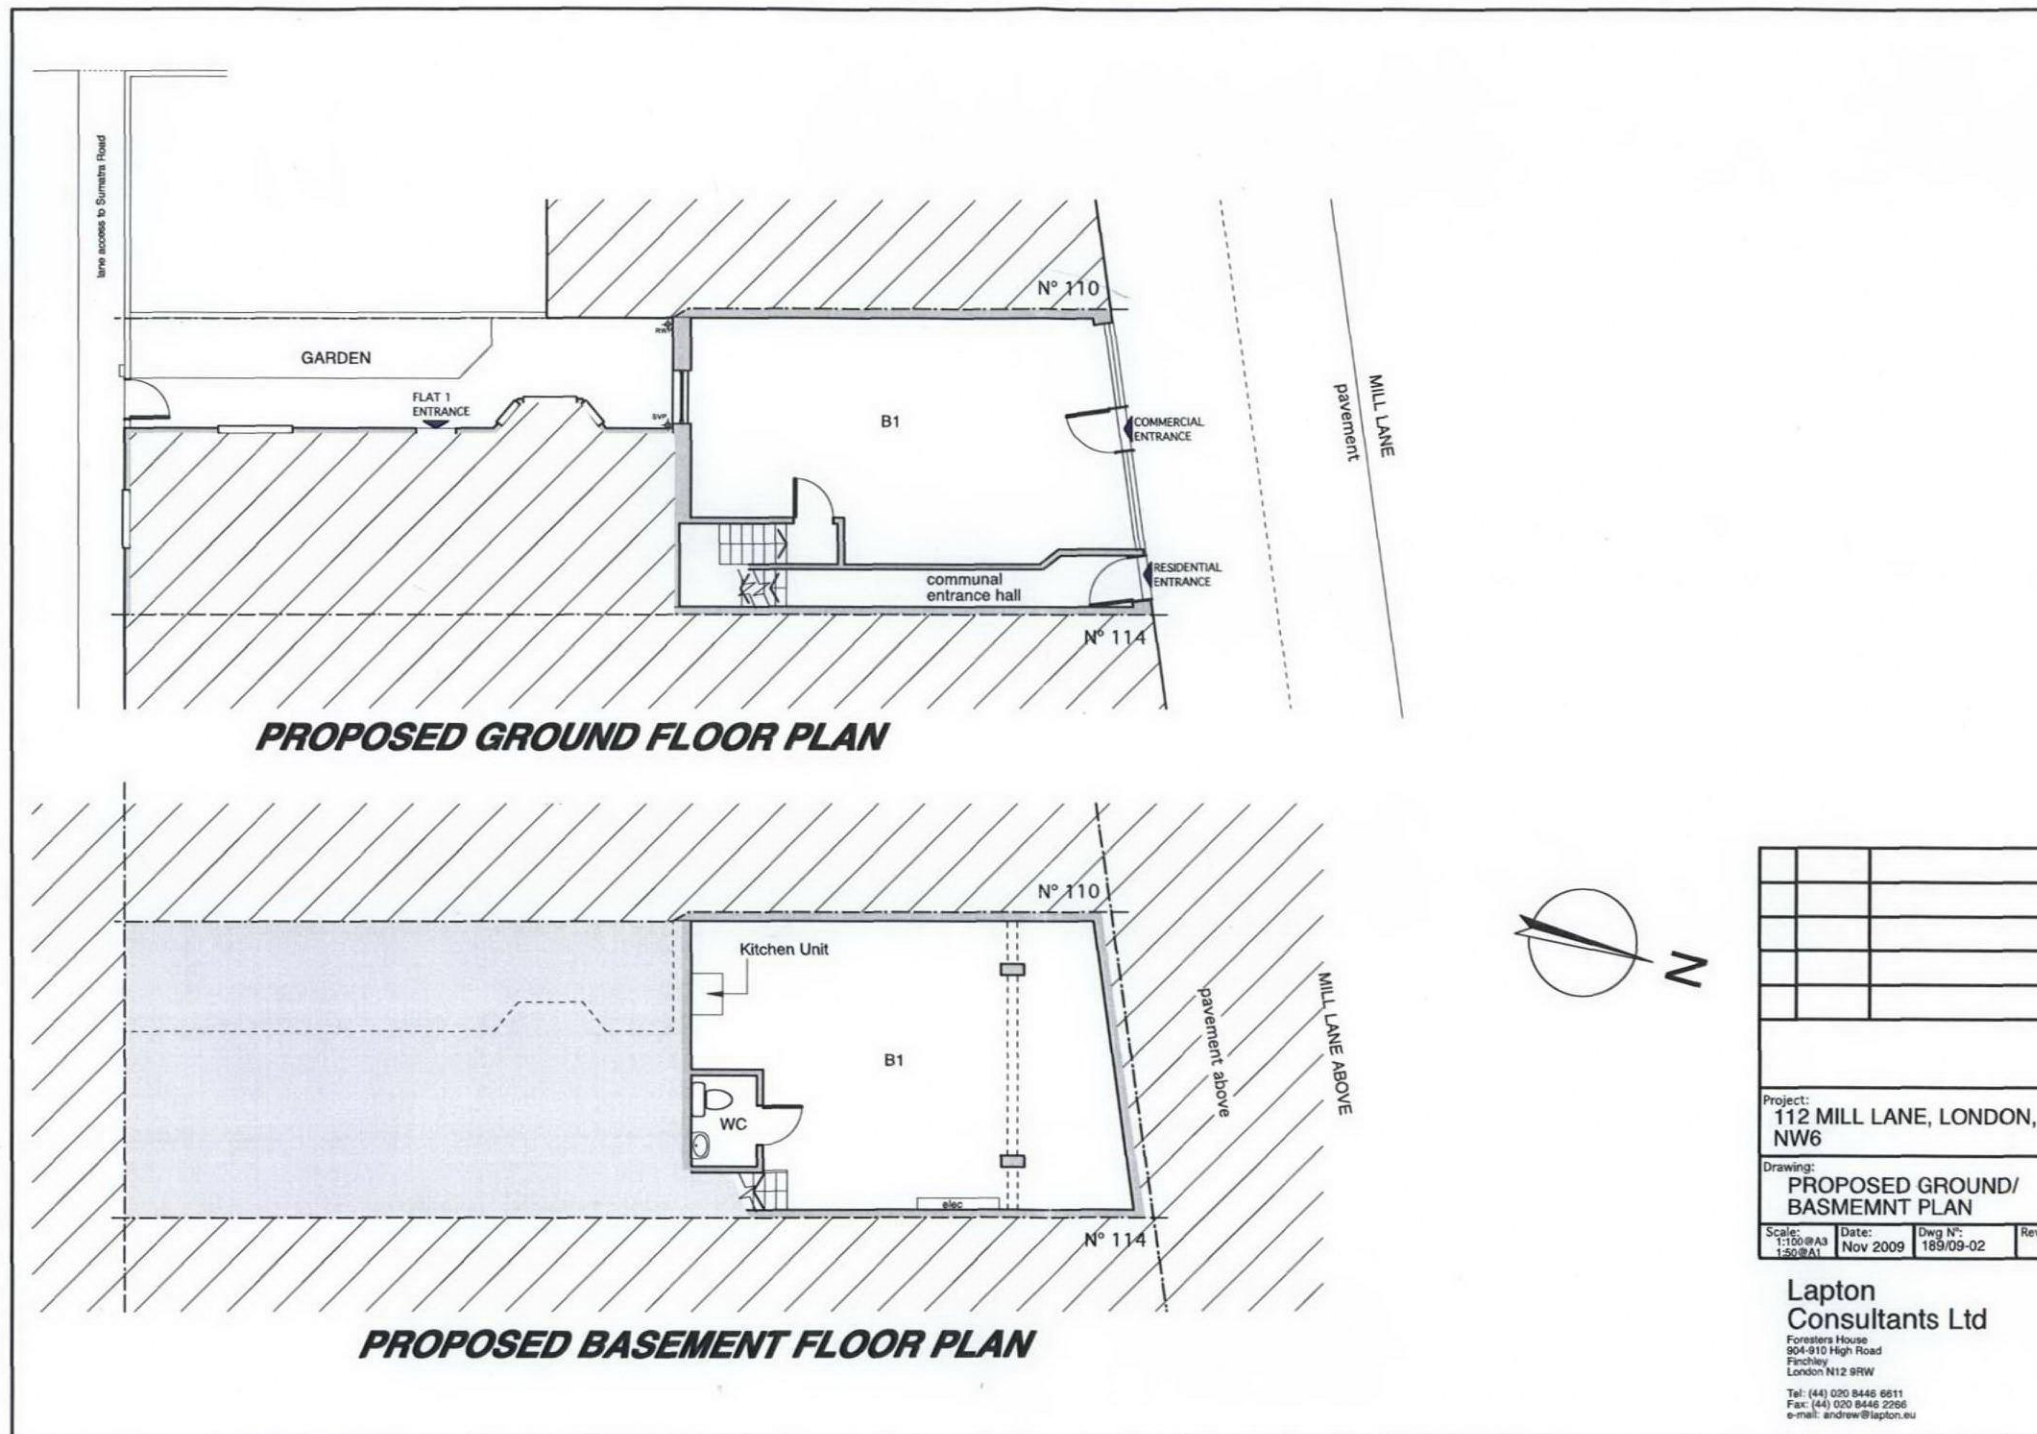 lane access to Sumatra Road
N° 110
GARDEN
FLAT 1
ENTRANCE
RWP
SVP
B1
COMMERCIAL
ENTRANCE
MILL LANE
pavement
RESIDENTIAL
ENTRANCE
communal
entrance hall
N° 114
PROPOSED GROUND FLOOR PLAN
N° 110
Kitchen Unit
B1
WC
elec
pavement above
MILL LANE ABOVE
N° 114
PROPOSED BASEMENT FLOOR PLAN
N
Project:
112 MILL LANE, LONDON,
NW6
Drawing:
PROPOSED GROUND/
BASMEMNT PLAN
Scale:
1:100@A3
1:50@A1
Date:
Nov 2009
Dwg N°:
189/09-02
Rev
Lapton
Consultants Ltd
Foresters House
904-910 High Road
Finchley
London N12 9RW
Tel: (44) 020 8446 6611
Fax: (44) 020 8446 2266
e-mail: andrew@lapton.eu